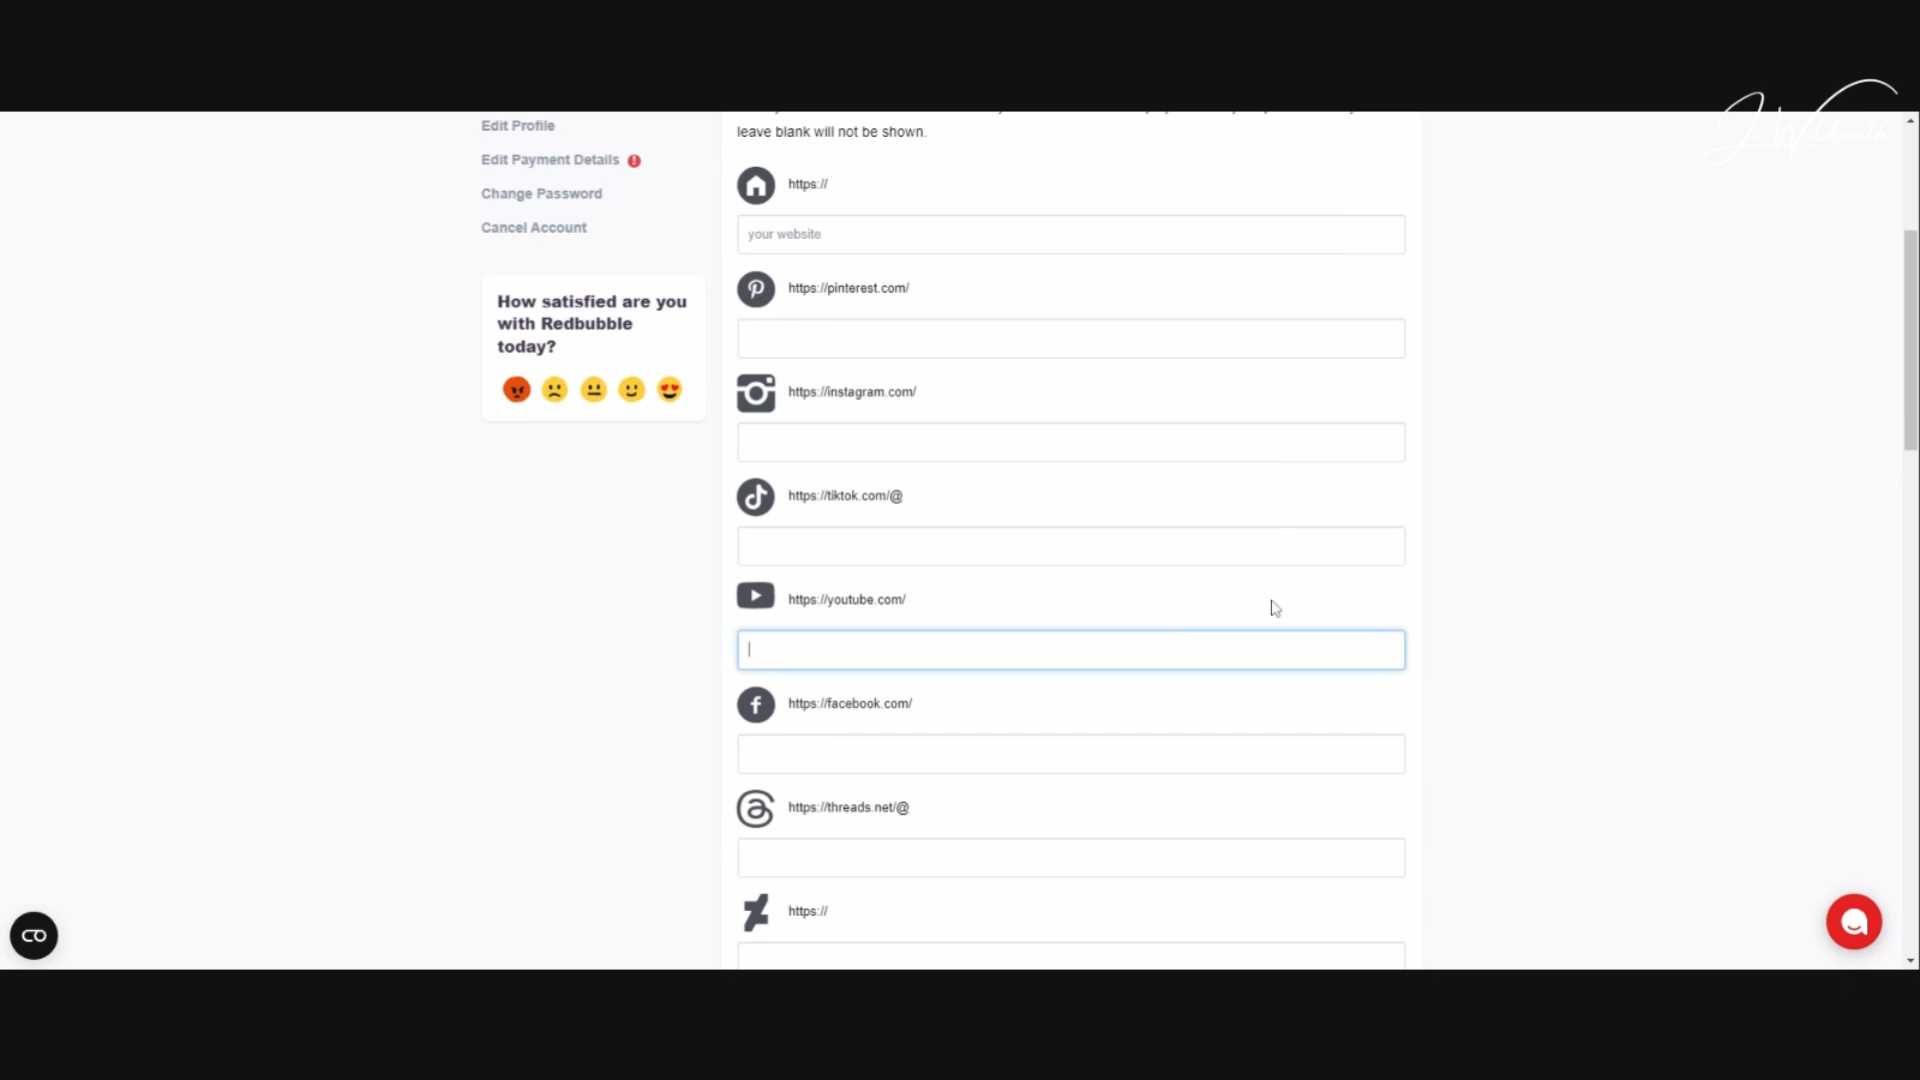 Jo Wildsmith
Edit Profile
Edit Payment Details
Change Password
Cancel Account
How satisfied are you
with Redbubble
today?
leave blank will not be shown.
https://
your website
https://pinterest.com/
https://instagram.com/
https://tiktok.com/@
https://youtube.com/
https://facebook.com/
https://threads.net/@
https://